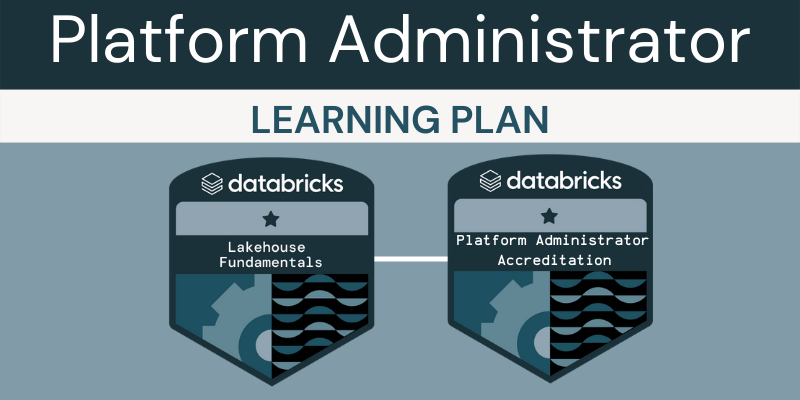 Platform Administrator
LEARNING PLAN
databricks
Lakehouse
Fundamentals
databricks
Platform Administrator
Accreditation